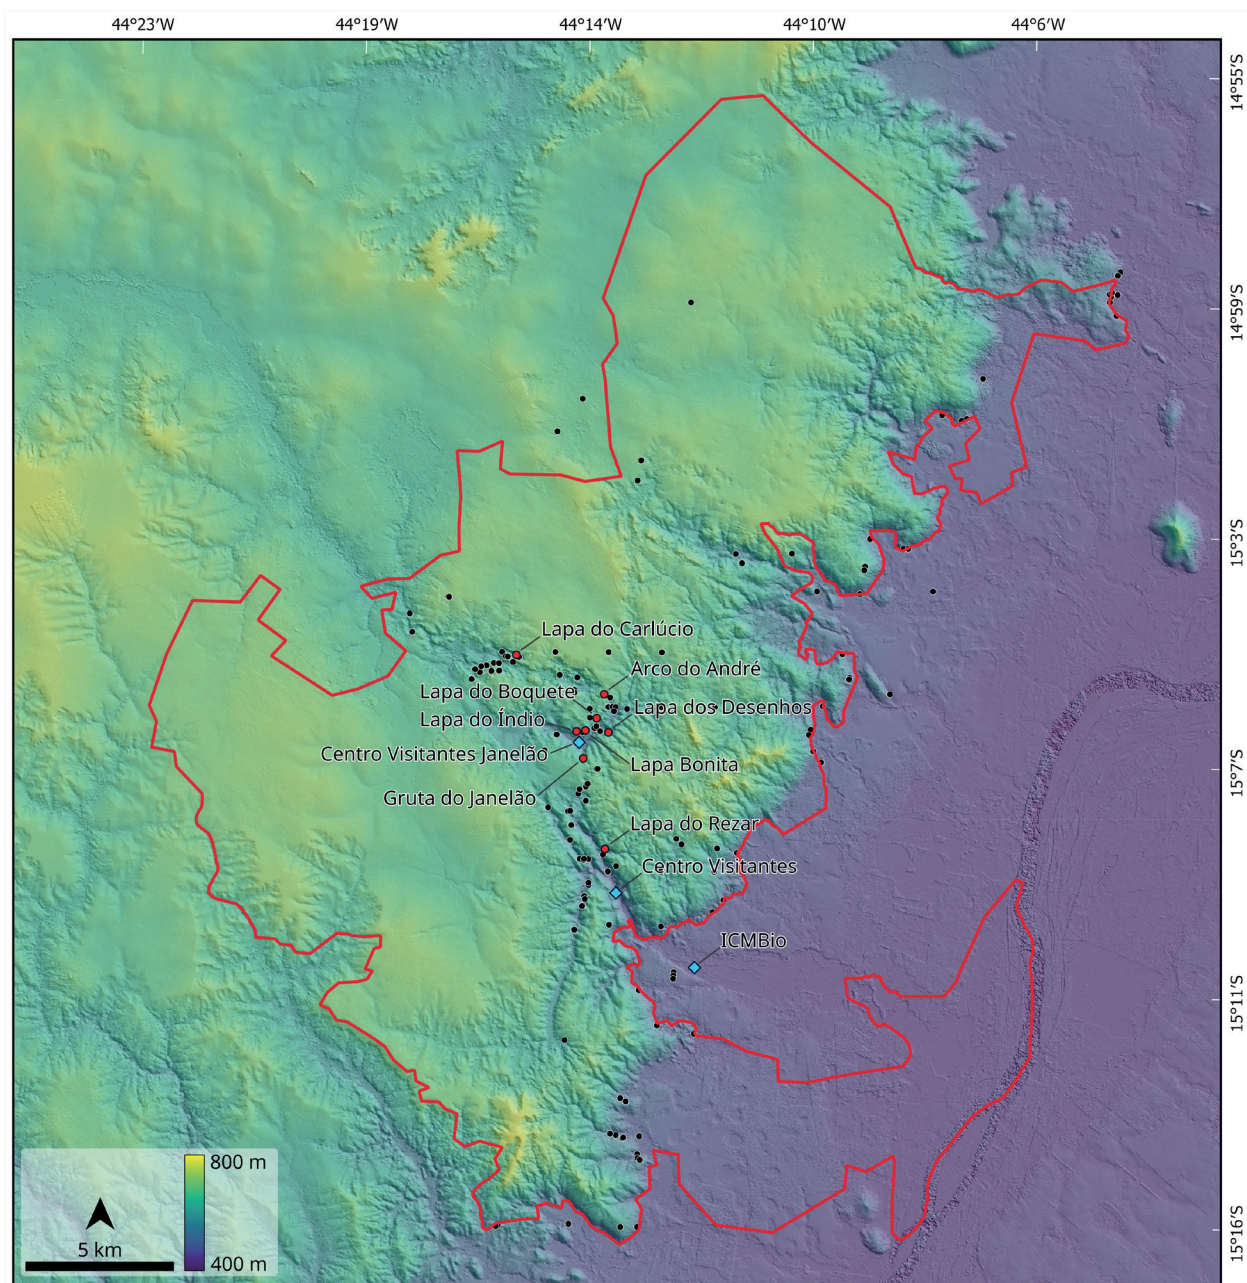 44°23′W 44°19′W 44°14′W 44°10′W 44°6′W
14°55′S
14°59′S
15°3′S
Lapa do Carlúcio
Arco do André
Lapa do Boquete
Lapa dos Desenhos
Lapa do Índio
Centro Visitantes Janelão
Lapa Bonita
15°7′S
Gruta do Janelão
Lapa do Rezar
Centro Visitantes
ICMBio
15°11′S
800 m
5 km
400 m
15°16′S